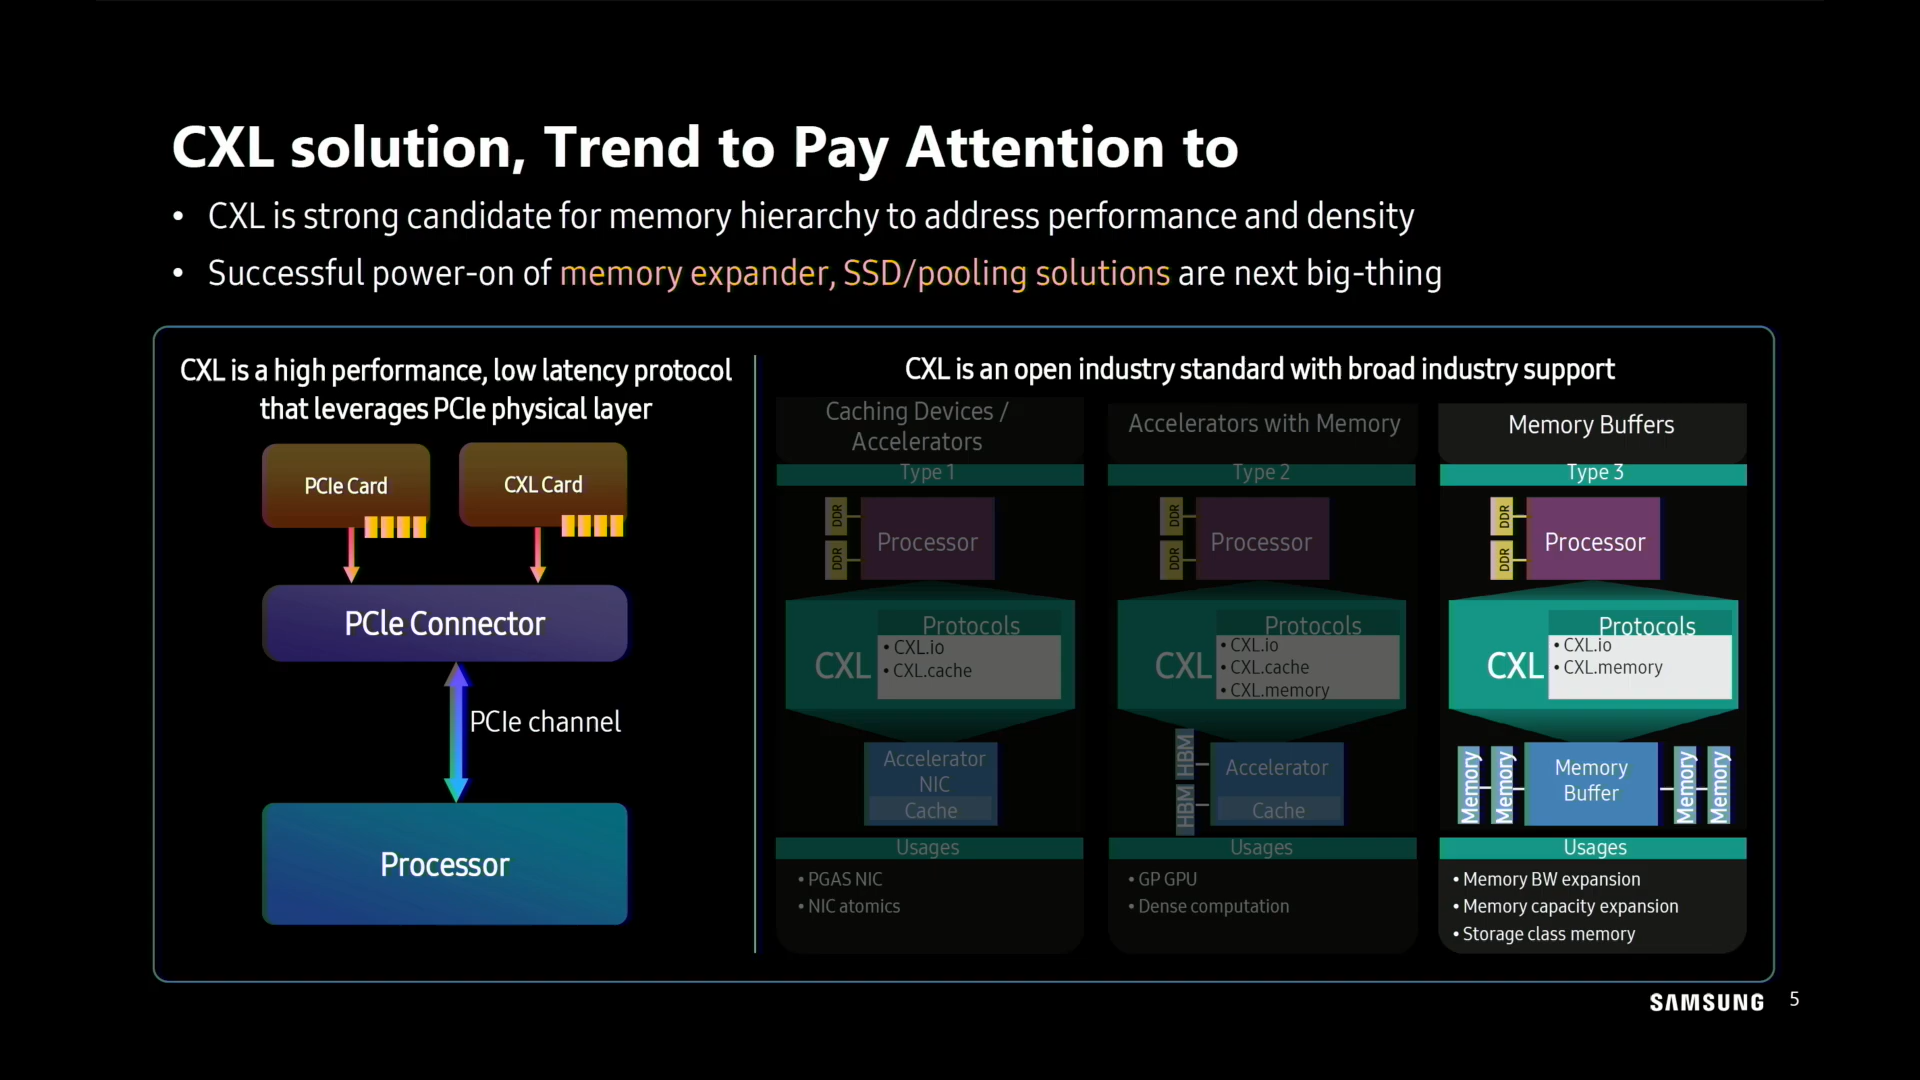 CXL solution, Trend to Pay Attention to
• CXL is strong candidate for memory hierarchy to address performance and density
• Successful power-on of memory expander, SSD/pooling solutions are next big-thing
CXL is a high performance, low latency protocol
that leverages PCIe physical layer
PCIe Card
CXL Card
PCle Connector
PCIe channel
Processor
CXL is an open industry standard with broad industry support
Caching Devices /
Accelerators
Type 1
DDR
DDR
Processor
CXL
Protocols
• CXL.io
• CXL.cache
Accelerator
NIC
Cache
Usages
• PGAS NIC
• NIC atomics
Accelerators with Memory
Type 2
DDR
DDR
Processor
CXL
Protocols
• CXL.io
• CXL.cache
• CXL.memory
HBM
HBM
Accelerator
Cache
Usages
• GP GPU
• Dense computation
Memory Buffers
Type 3
DDR
DDR
Processor
CXL
Protocols
• CXL.io
• CXL.memory
Memory
Memory
Memory
Buffer
Memory
Memory
Usages
• Memory BW expansion
• Memory capacity expansion
• Storage class memory
SAMSUNG
5